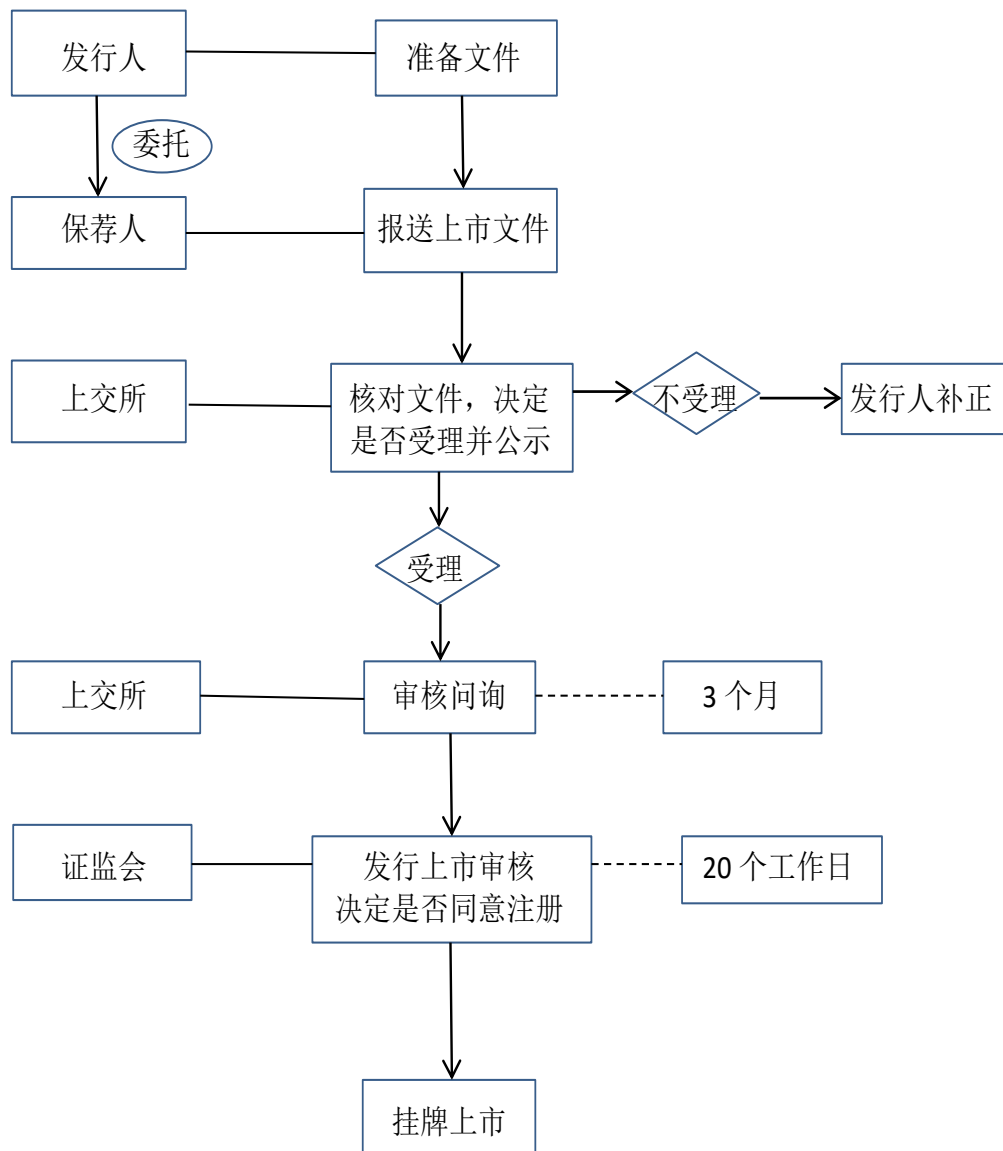 发行人
准备文件
委托
保荐人
报送上市文件
上交所
核对文件，决定
是否受理并公示
不受理
发行人补正
受理
上交所
审核问询
3 个月
证监会
发行上市审核
决定是否同意注册
20 个工作日
挂牌上市